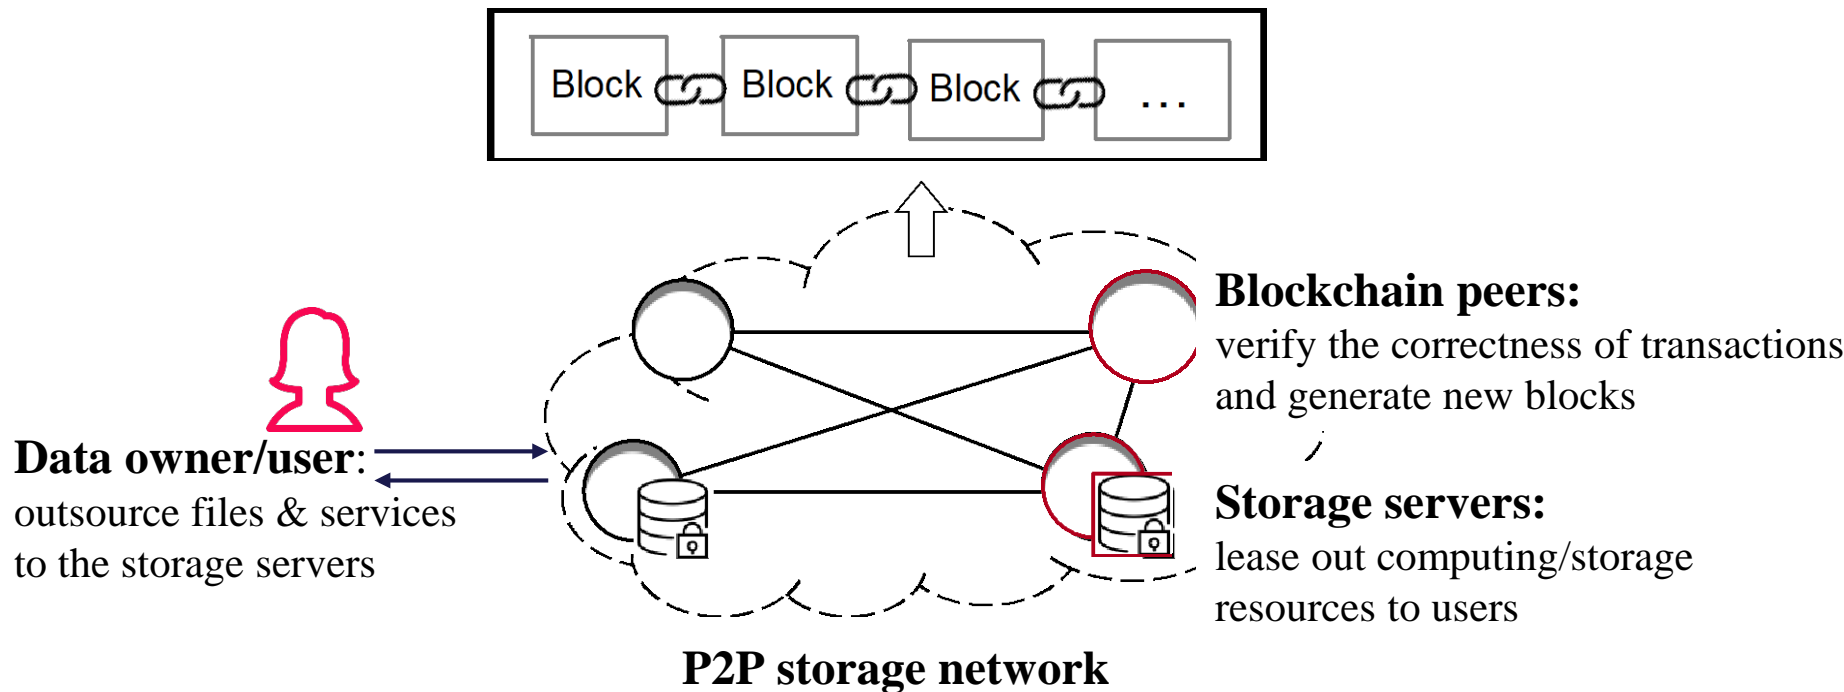 Block Block Block ...
Blockchain peers:
verify the correctness of transactions
and generate new blocks
Data owner/user:
outsource files & services
to the storage servers
Storage servers:
lease out computing/storage
resources to users
P2P storage network